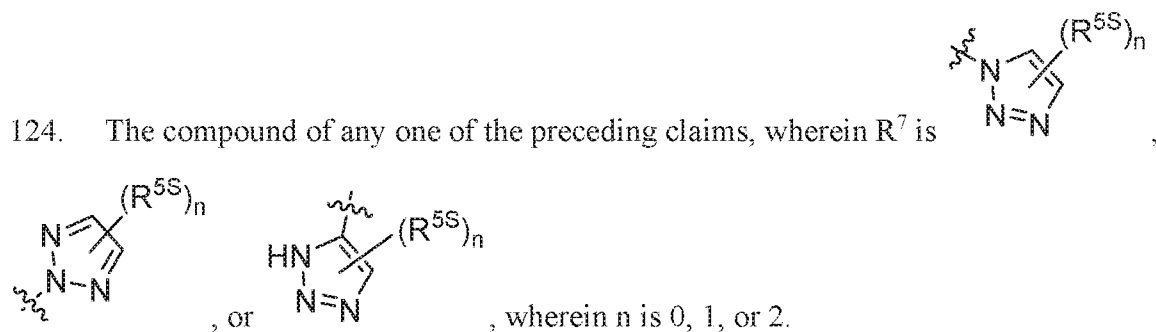 (R5S)n
N
N=N
124. The compound of any one of the preceding claims, wherein R7 is ,
(R5S)n
N
N-N
(R5S)n
HN
N=N
, or , wherein n is 0, 1, or 2.